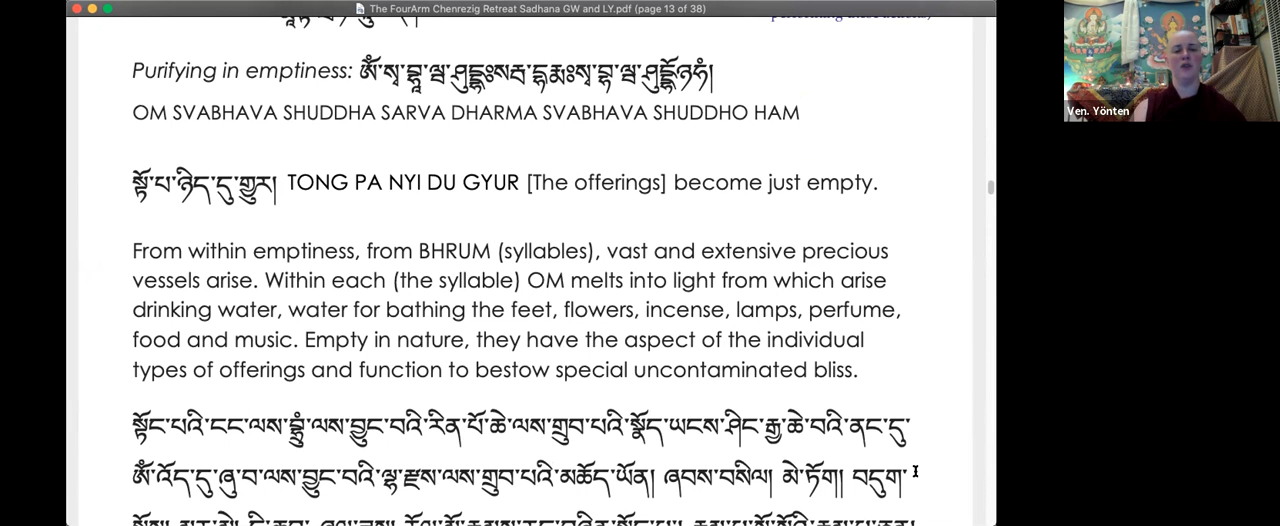 The FourArm Chenrezig Retreat Sadhana GW and LY.pdf (page 13 of 38)
Purifying in emptiness: ཨོཾ་སྭ་བྷཱ་ཝ་ཤུདྡྷཿསརྦ་དྷརྨཿསྭ་བྷཱ་ཝ་ཤུདྡྷོ྅ཧཾ།
OM SVABHAVA SHUDDHA SARVA DHARMA SVABHAVA SHUDDHO HAM
སྟོ་པ་ཉིད་དུ་གྱུར། TONG PA NYI DU GYUR [The offerings] become just empty.
From within emptiness, from BHRUM (syllables), vast and extensive precious
vessels arise. Within each (the syllable) OM melts into light from which arise
drinking water, water for bathing the feet, flowers, incense, lamps, perfume,
food and music. Empty in nature, they have the aspect of the individual
types of offerings and function to bestow special uncontaminated bliss.
སྟོང་པའི་ངང་ལས་བྷྲཱུྃ་ལས་བྱུང་བའི་རིན་པོ་ཆེ་ལས་གྲུབ་པའི་སྣོད་ཡངས་ཤིང་རྒྱ་ཆེ་བའི་ནང་དུ་
ཨོཾ་འོད་དུ་ཞུ་བ་ལས་བྱུང་བའི་ལྷ་རྫས་ལས་གྲུབ་པའི་མཆོད་ཡོན། ཞབས་བསིལ། མེ་ཏོག བདུག་
Ven. Yönten